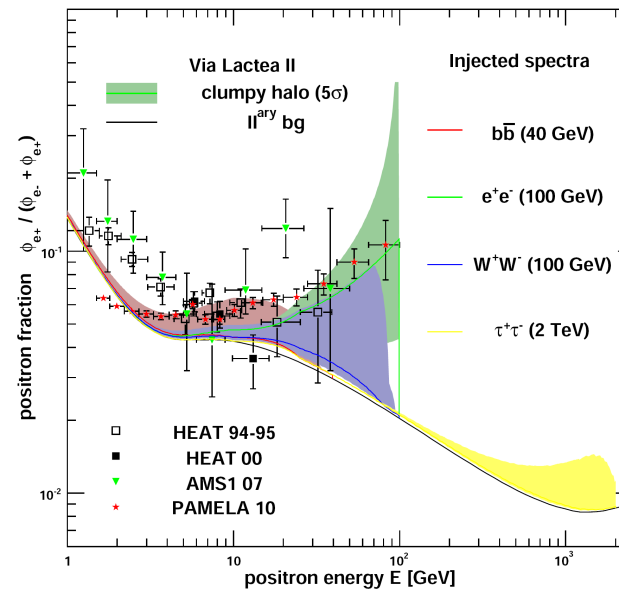 Via Lactea II
clumpy halo (5σ)
IIary bg
Injected spectra
bb̅ (40 GeV)
e+e- (100 GeV)
W+W- (100 GeV)
τ+τ- (2 TeV)
positron fraction ϕe+ / (ϕe- + ϕe+)
10-1
10-2
HEAT 94-95
HEAT 00
AMS1 07
PAMELA 10
1 10 102 103
positron energy E [GeV]